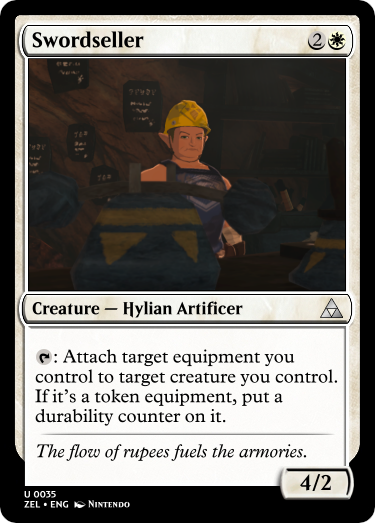 Swordseller
2
Creature — Hylian Artificer
: Attach target equipment you
control to target creature you control.
If it's a token equipment, put a
durability counter on it.
The flow of rupees fuels the armories.
4/2
U 0035
ZEL • ENG Nintendo